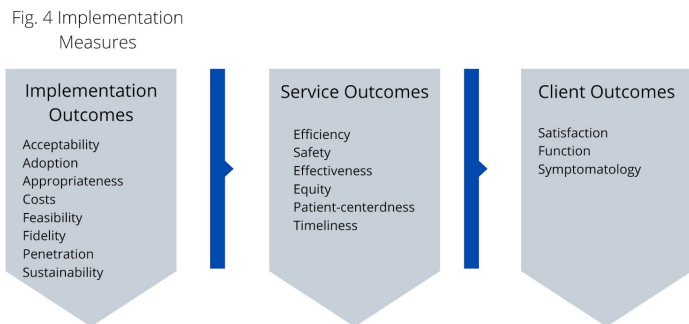 Fig. 4 Implementation
Measures
Implementation
Outcomes
Acceptability
Adoption
Appropriateness
Costs
Feasibility
Fidelity
Penetration
Sustainability
Service Outcomes
Efficiency
Safety
Effectiveness
Equity
Patient-centerdness
Timeliness
Client Outcomes
Satisfaction
Function
Symptomatology